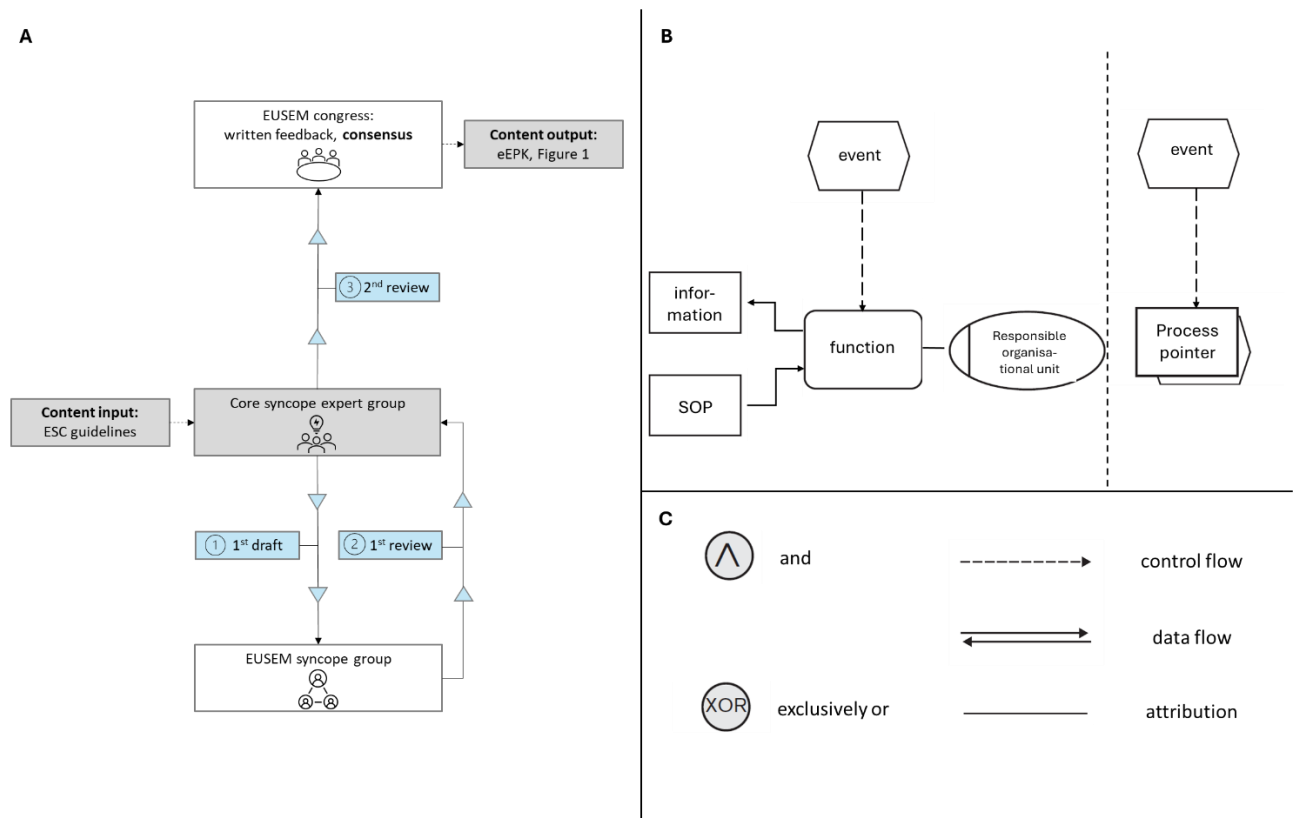 A
EUSEM congress:
written feedback, consensus
Content output:
eEPK, Figure 1
3 2nd review
Content input:
ESC guidelines
Core syncope expert group
1 1st draft
2 1st review
EUSEM syncope group
B
event
event
infor-
mation
function
Responsible
organisa-
tional unit
Process
pointer
SOP
C
Λ and
control flow
data flow
XOR exclusively or
attribution